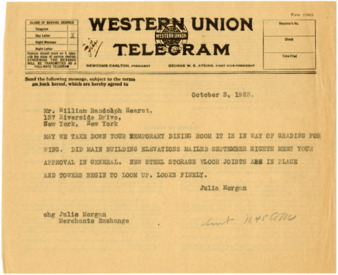 WESTERN UNION
TELEGRAM
WESTERN UNION
NEWCOMB CARLTON, PRESIDENT
GEORGE W. E. ATKINS, FIRST VICE-PRESIDENT
Send the following message, subject to the terms
on back hereof, which are hereby agreed to
October 3, 1923.
Mr. William Randolph Hearst,
137 Riverside Drive,
New York, New York
MAY WE TAKE DOWN YOUR TEMPORARY DINING ROOM IT IS IN WAY OF GRADING FOR
WING. DID MAIN BUILDING ELEVATIONS MAILED SEPTEMBER EIGHTH MEET YOUR
APPROVAL IN GENERAL. NEW STEEL STORAGE FLOOR JOISTS ARE IN PLACE
AND TOWERS BEGIN TO LOOM UP. LOOKS FINELY.
Julia Morgan
chg Julia Morgan
Merchants Exchange